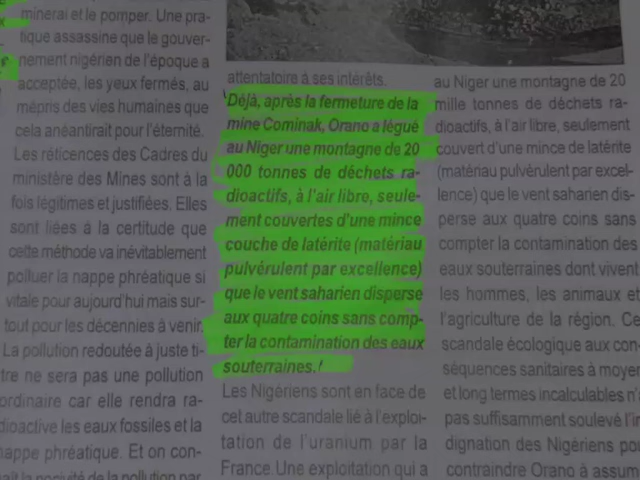 minerai et le pomper. Une pra-
tique assassine que le gouver-
nement nigérien de l'époque a
acceptée, les yeux fermés, au
mépris des vies humaines que
cela anéantirait pour l'éternité.
Les réticences des Cadres du
ministère des Mines sont à la
fois légitimes et justifiées. Elles
sont liées à la certitude que
cette méthode va inévitablement
polluer la nappe phréatique si
vitale pour aujourd'hui mais sur-
tout pour les décennies à venir.
La pollution redoutée à juste ti-
tre ne sera pas une pollution
ordinaire car elle rendra ra-
dioactive les eaux fossiles et la
nappe phréatique. Et on con-
naît la nocivité de la pollution par
attentatoire à ses intérêts.
Déjà, après la fermeture de la
mine Cominak, Orano a légué
au Niger une montagne de 20
000 tonnes de déchets ra-
dioactifs, à l'air libre, seule-
ment couvertes d'une mince
couche de latérite (matériau
pulvérulent par excellence)
que le vent saharien disperse
aux quatre coins sans comp-
ter la contamination des eaux
souterraines.!
Les Nigériens sont en face de
cet autre scandale lié à l'exploi-
tation de l'uranium par la
France. Une exploitation qui a
au Niger une montagne de 20
mille tonnes de déchets ra-
dioactifs, à l'air libre, seulement
couvert d'une mince de latérite
(matériau pulvérulent par excel-
lence) que le vent saharien dis-
perse aux quatre coins sans
compter la contamination des
eaux souterraines dont vivent
les hommes, les animaux et
l'agriculture de la région. Ce
scandale écologique aux con-
séquences sanitaires à moyen
et long termes incalculables n'
pas suffisamment soulevé l'in
dignation des Nigériens pou
contraindre Orano à assum